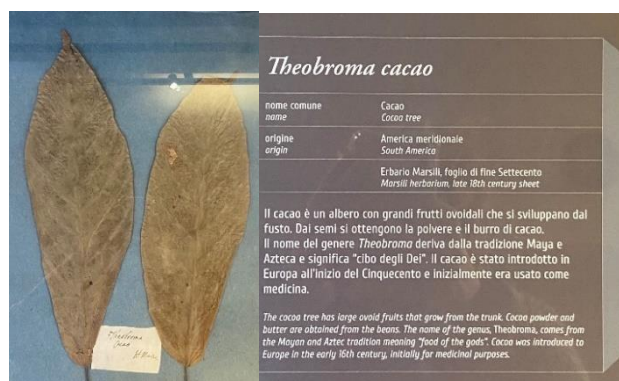 Theobroma
Cacao
Theobroma cacao
nome comune Cacao
name Cocoa tree
origine America meridionale
origin South America
Erbario Marsili, foglio di fine Settecento
Marsili herbarium, late 18th century sheet
Il cacao è un albero con grandi frutti ovoidali che si sviluppano dal
fusto. Dai semi si ottengono la polvere e il burro di cacao.
Il nome del genere Theobroma deriva dalla tradizione Maya e
Azteca e significa "cibo degli Dei". Il cacao è stato introdotto in
Europa all'inizio del Cinquecento e inizialmente era usato come
medicina.
The cocoa tree has large ovoid fruits that grow from the trunk. Cocoa powder and
butter are obtained from the beans. The name of the genus, Theobroma, comes from
the Mayan and Aztec tradition meaning "food of the gods". Cocoa was introduced to
Europe in the early 16th century, initially for medicinal purposes.